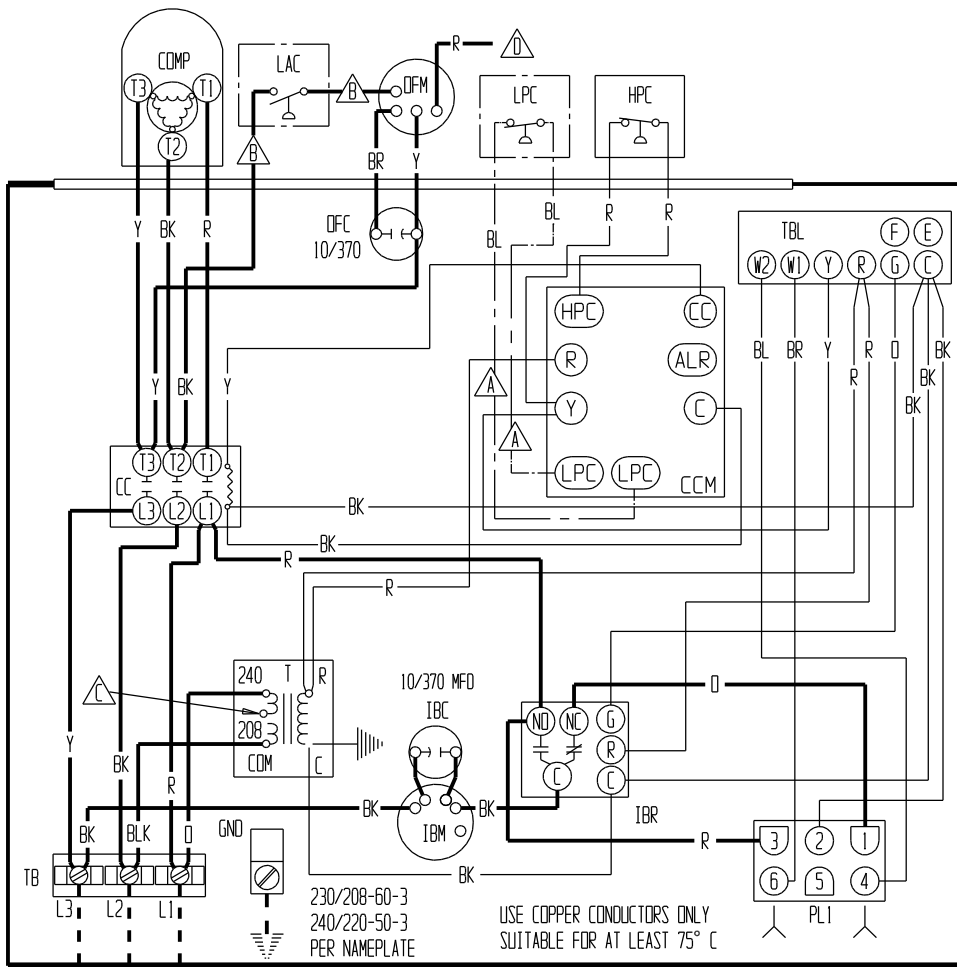 COMP
T3
T1
T2
LAC
B
B
OFM
R
D
LPC
HPC
BR
Y
OFC
10/370
Y
BK
R
BL
BL
R
R
TBL
F
E
W2
W1
Y
R
G
C
HPC
CC
R
ALR
Y
C
LPC
LPC
CCM
A
A
BL
BR
Y
R
R
O
BK
BK
BK
Y
BK
Y
T3
T2
T1
CC
L3
L2
L1
BK
BK
R
R
240
T
R
208
COM
C
C
10/370 MFD
IBC
IBM
O
NO
NC
G
R
C
C
IBR
Y
BK
R
BK
BLK
O
BK
BK
BK
R
GND
TB
L3
L2
L1
3
2
1
6
5
4
PL1
230/208-60-3
240/220-50-3
PER NAMEPLATE
USE COPPER CONDUCTORS ONLY
SUITABLE FOR AT LEAST 75° C